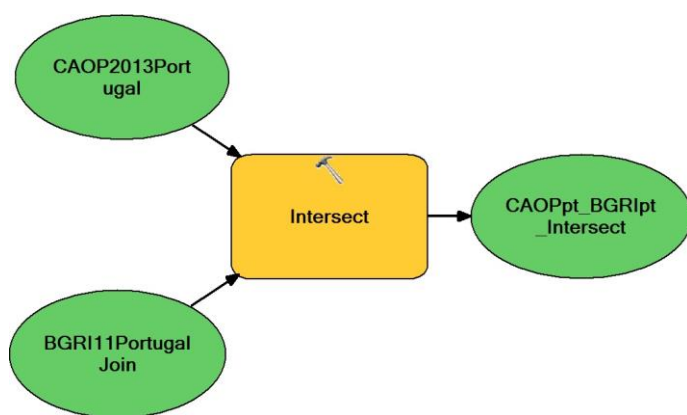 CAOP2013Port
ugal
Intersect
CAOPpt_BGRIpt
_Intersect
BGRI11Portugal
Join